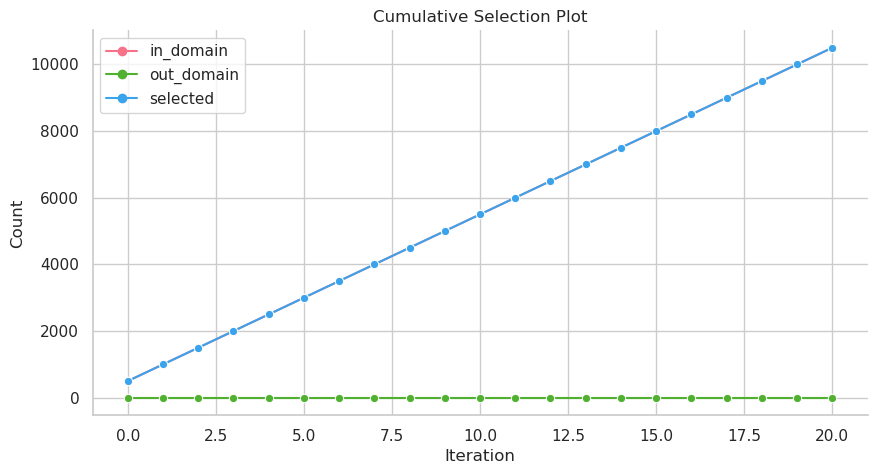 Cumulative Selection Plot
in_domain
out_domain
selected
10000
8000
6000
4000
2000
0
Count
0.0 2.5 5.0 7.5 10.0 12.5 15.0 17.5 20.0
Iteration